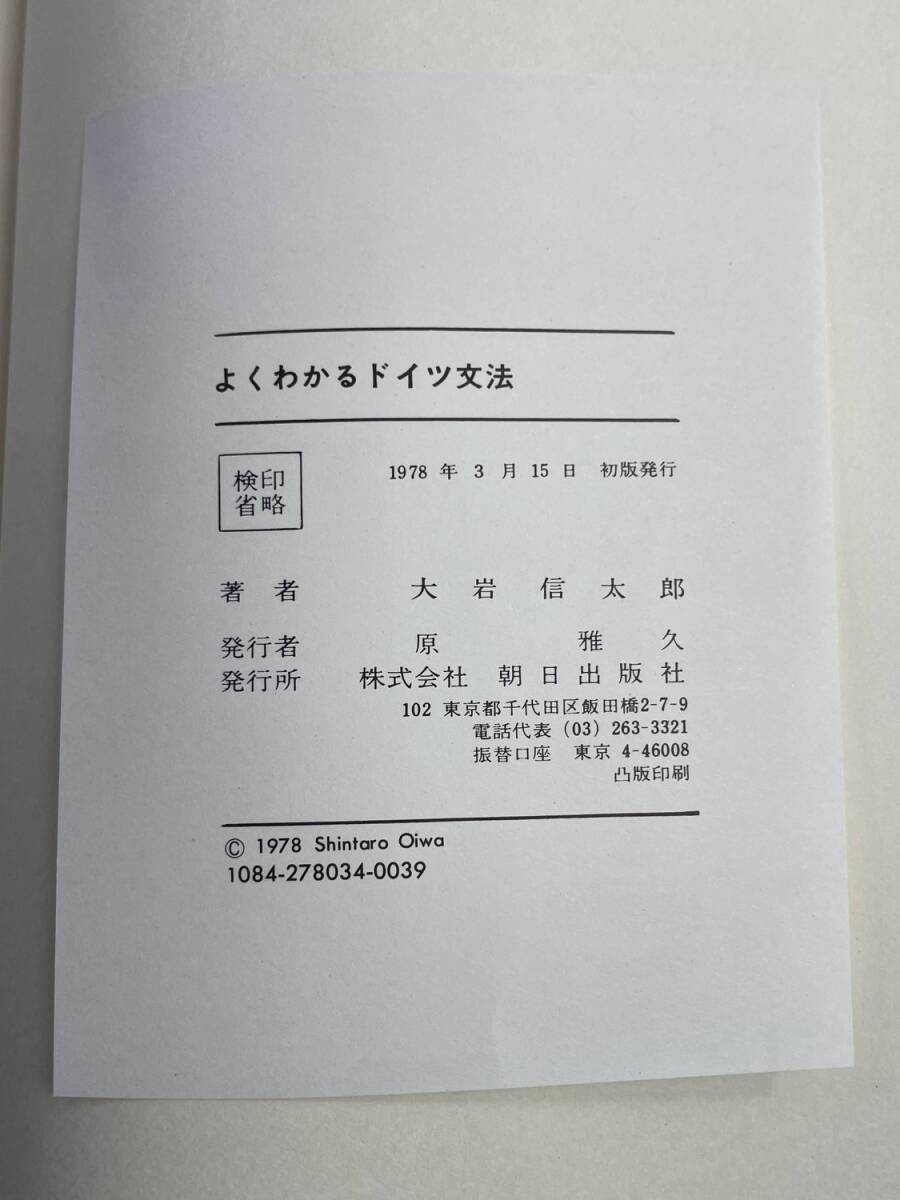 よくわかるドイツ文法
検印
省略
1978 年 3 月 15 日 初版発行
著者 大岩信太郎
発行者 原 雅久
発行所 株式会社 朝日出版社
102 東京都千代田区飯田橋2-7-9
電話代表 (03) 263-3321
振替口座 東京 4-46008
凸版印刷
© 1978 Shintaro Oiwa
1084-278034-0039